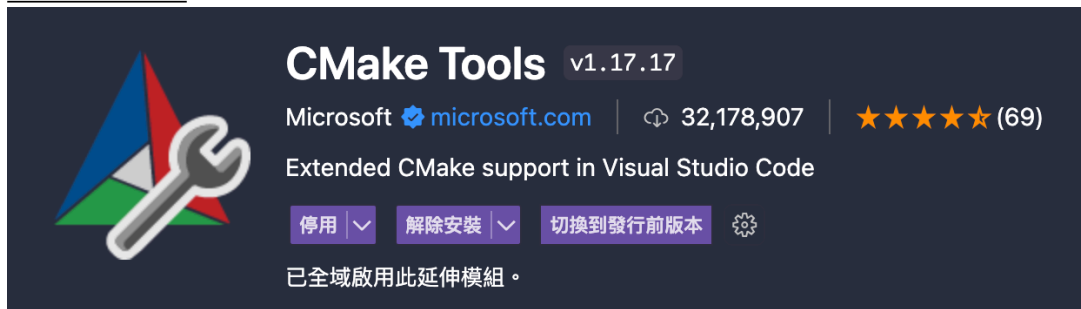 CMake Tools v1.17.17
Microsoft microsoft.com 32,178,907 (69)
Extended CMake support in Visual Studio Code
停用 解除安裝 切換到發行前版本
已全域啟用此延伸模組。